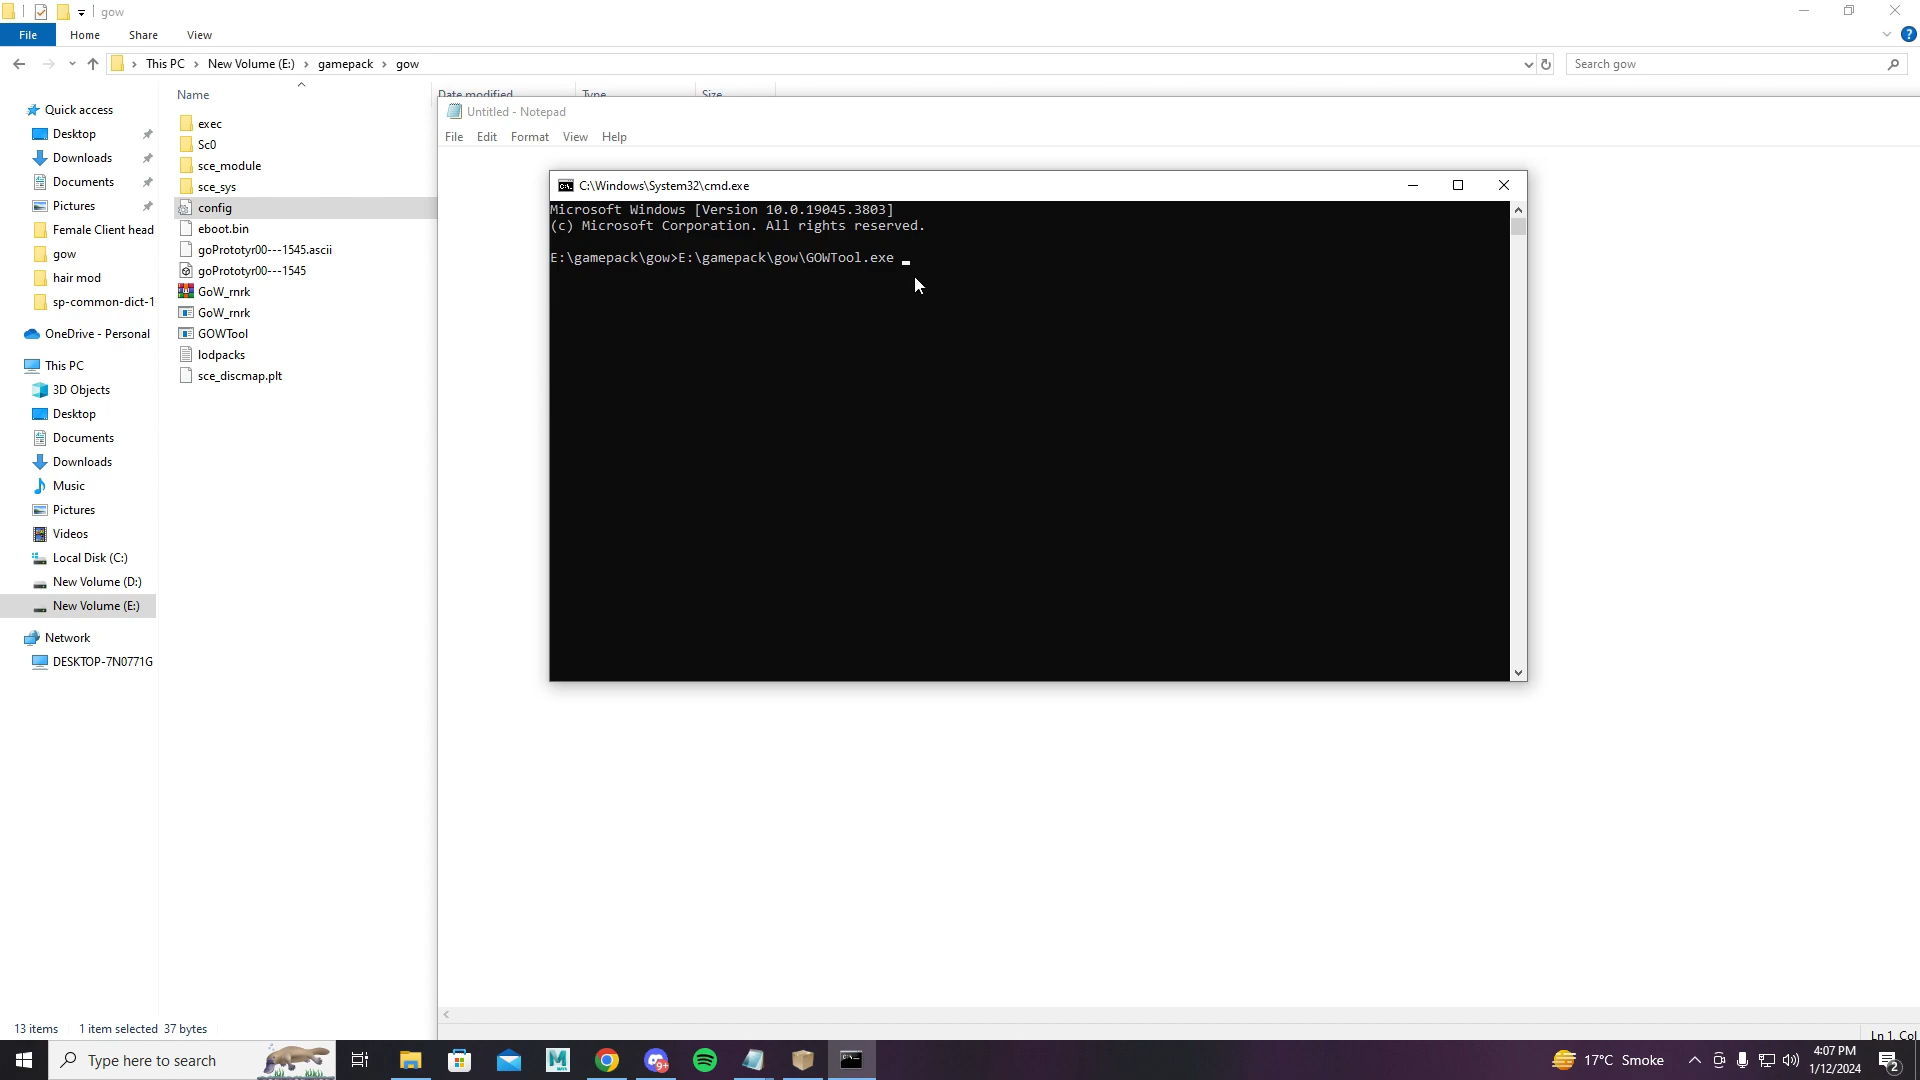 gow
File
Home
Share
View
This PC
New Volume (E:)
gamepack
gow
Search gow
Name
Date modified
Type
Size
Quick access
Desktop
Downloads
Documents
Pictures
Female Client head
gow
hair mod
sp-common-dict-1
OneDrive - Personal
This PC
3D Objects
Desktop
Documents
Downloads
Music
Pictures
Videos
Local Disk (C:)
New Volume (D:)
New Volume (E:)
Network
DESKTOP-7N0771G
exec
Sc0
sce_module
sce_sys
config
eboot.bin
goPrototyr00---1545.ascii
goPrototyr00---1545
GoW_rnrk
GoW_rnrk
GOWTool
lodpacks
sce_discmap.plt
Untitled - Notepad
File
Edit
Format
View
Help
C:\Windows\System32\cmd.exe
Microsoft Windows [Version 10.0.19045.3803]
(c) Microsoft Corporation. All rights reserved.
E:\gamepack\gow>E:\gamepack\gow\GOWTool.exe
13 items
1 item selected 37 bytes
Ln 1, Col
Type here to search
9+
17°C Smoke
4:07 PM
1/12/2024
2